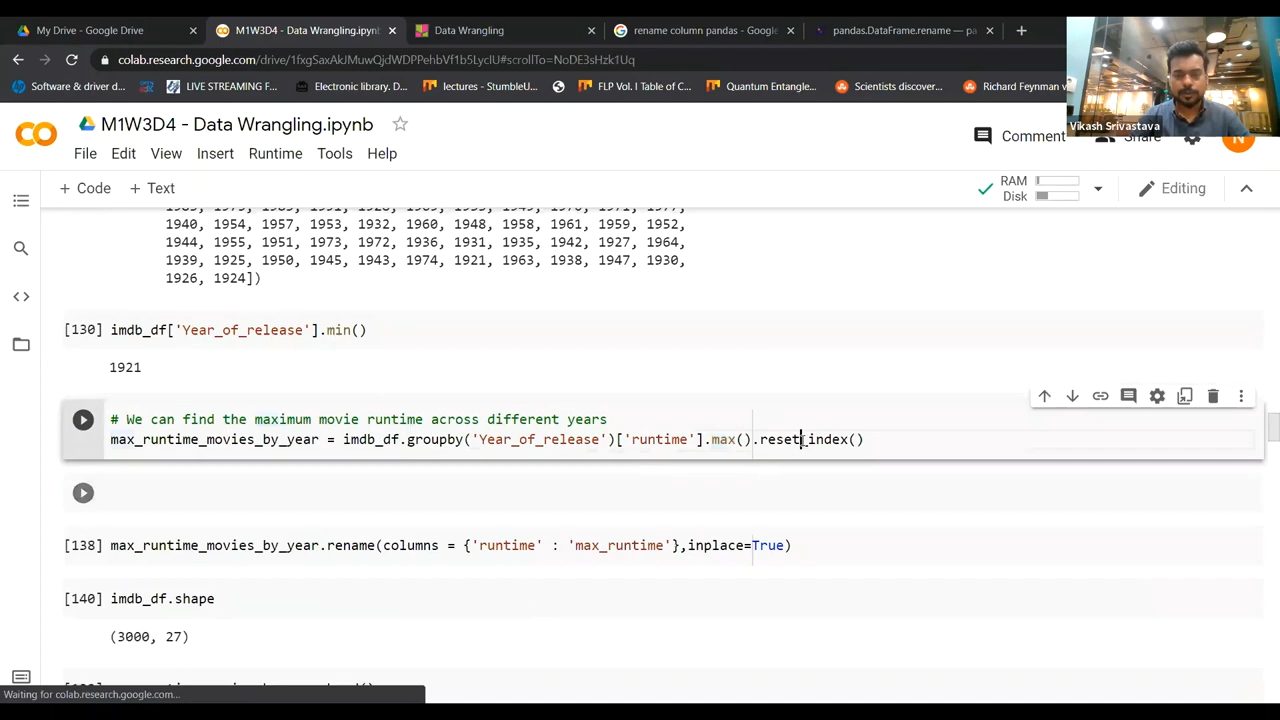 My Drive - Google Drive
M1W3D4 - Data Wrangling.ipynb
Data Wrangling
rename column pandas - Google
pandas.DataFrame.rename — pa
colab.research.google.com/drive/1fxgSaxAkJMuwQjdWDPPehbVf1b5LycIU#scrollTo=NoDE3sHzk1Uq
Software & driver d...
LIVE STREAMING F...
Electronic library. D...
lectures - StumbleU...
FLP Vol. I Table of C...
Quantum Entangle...
Scientists discover...
Richard Feynman v
Vikash Srivastava
M1W3D4 - Data Wrangling.ipynb
Comment
Share
File Edit View Insert Runtime Tools Help
+ Code + Text
RAM
Disk
Editing
1940, 1954, 1957, 1953, 1932, 1960, 1948, 1958, 1961, 1959, 1952,
1944, 1955, 1951, 1973, 1972, 1936, 1931, 1935, 1942, 1927, 1964,
1939, 1925, 1950, 1945, 1943, 1974, 1921, 1963, 1938, 1947, 1930,
1926, 1924])
[130] imdb_df['Year_of_release'].min()
1921
# We can find the maximum movie runtime across different years
max_runtime_movies_by_year = imdb_df.groupby('Year_of_release')['runtime'].max().reset_index()
[138] max_runtime_movies_by_year.rename(columns = {'runtime' : 'max_runtime'},inplace=True)
[140] imdb_df.shape
(3000, 27)
Waiting for colab.research.google.com...